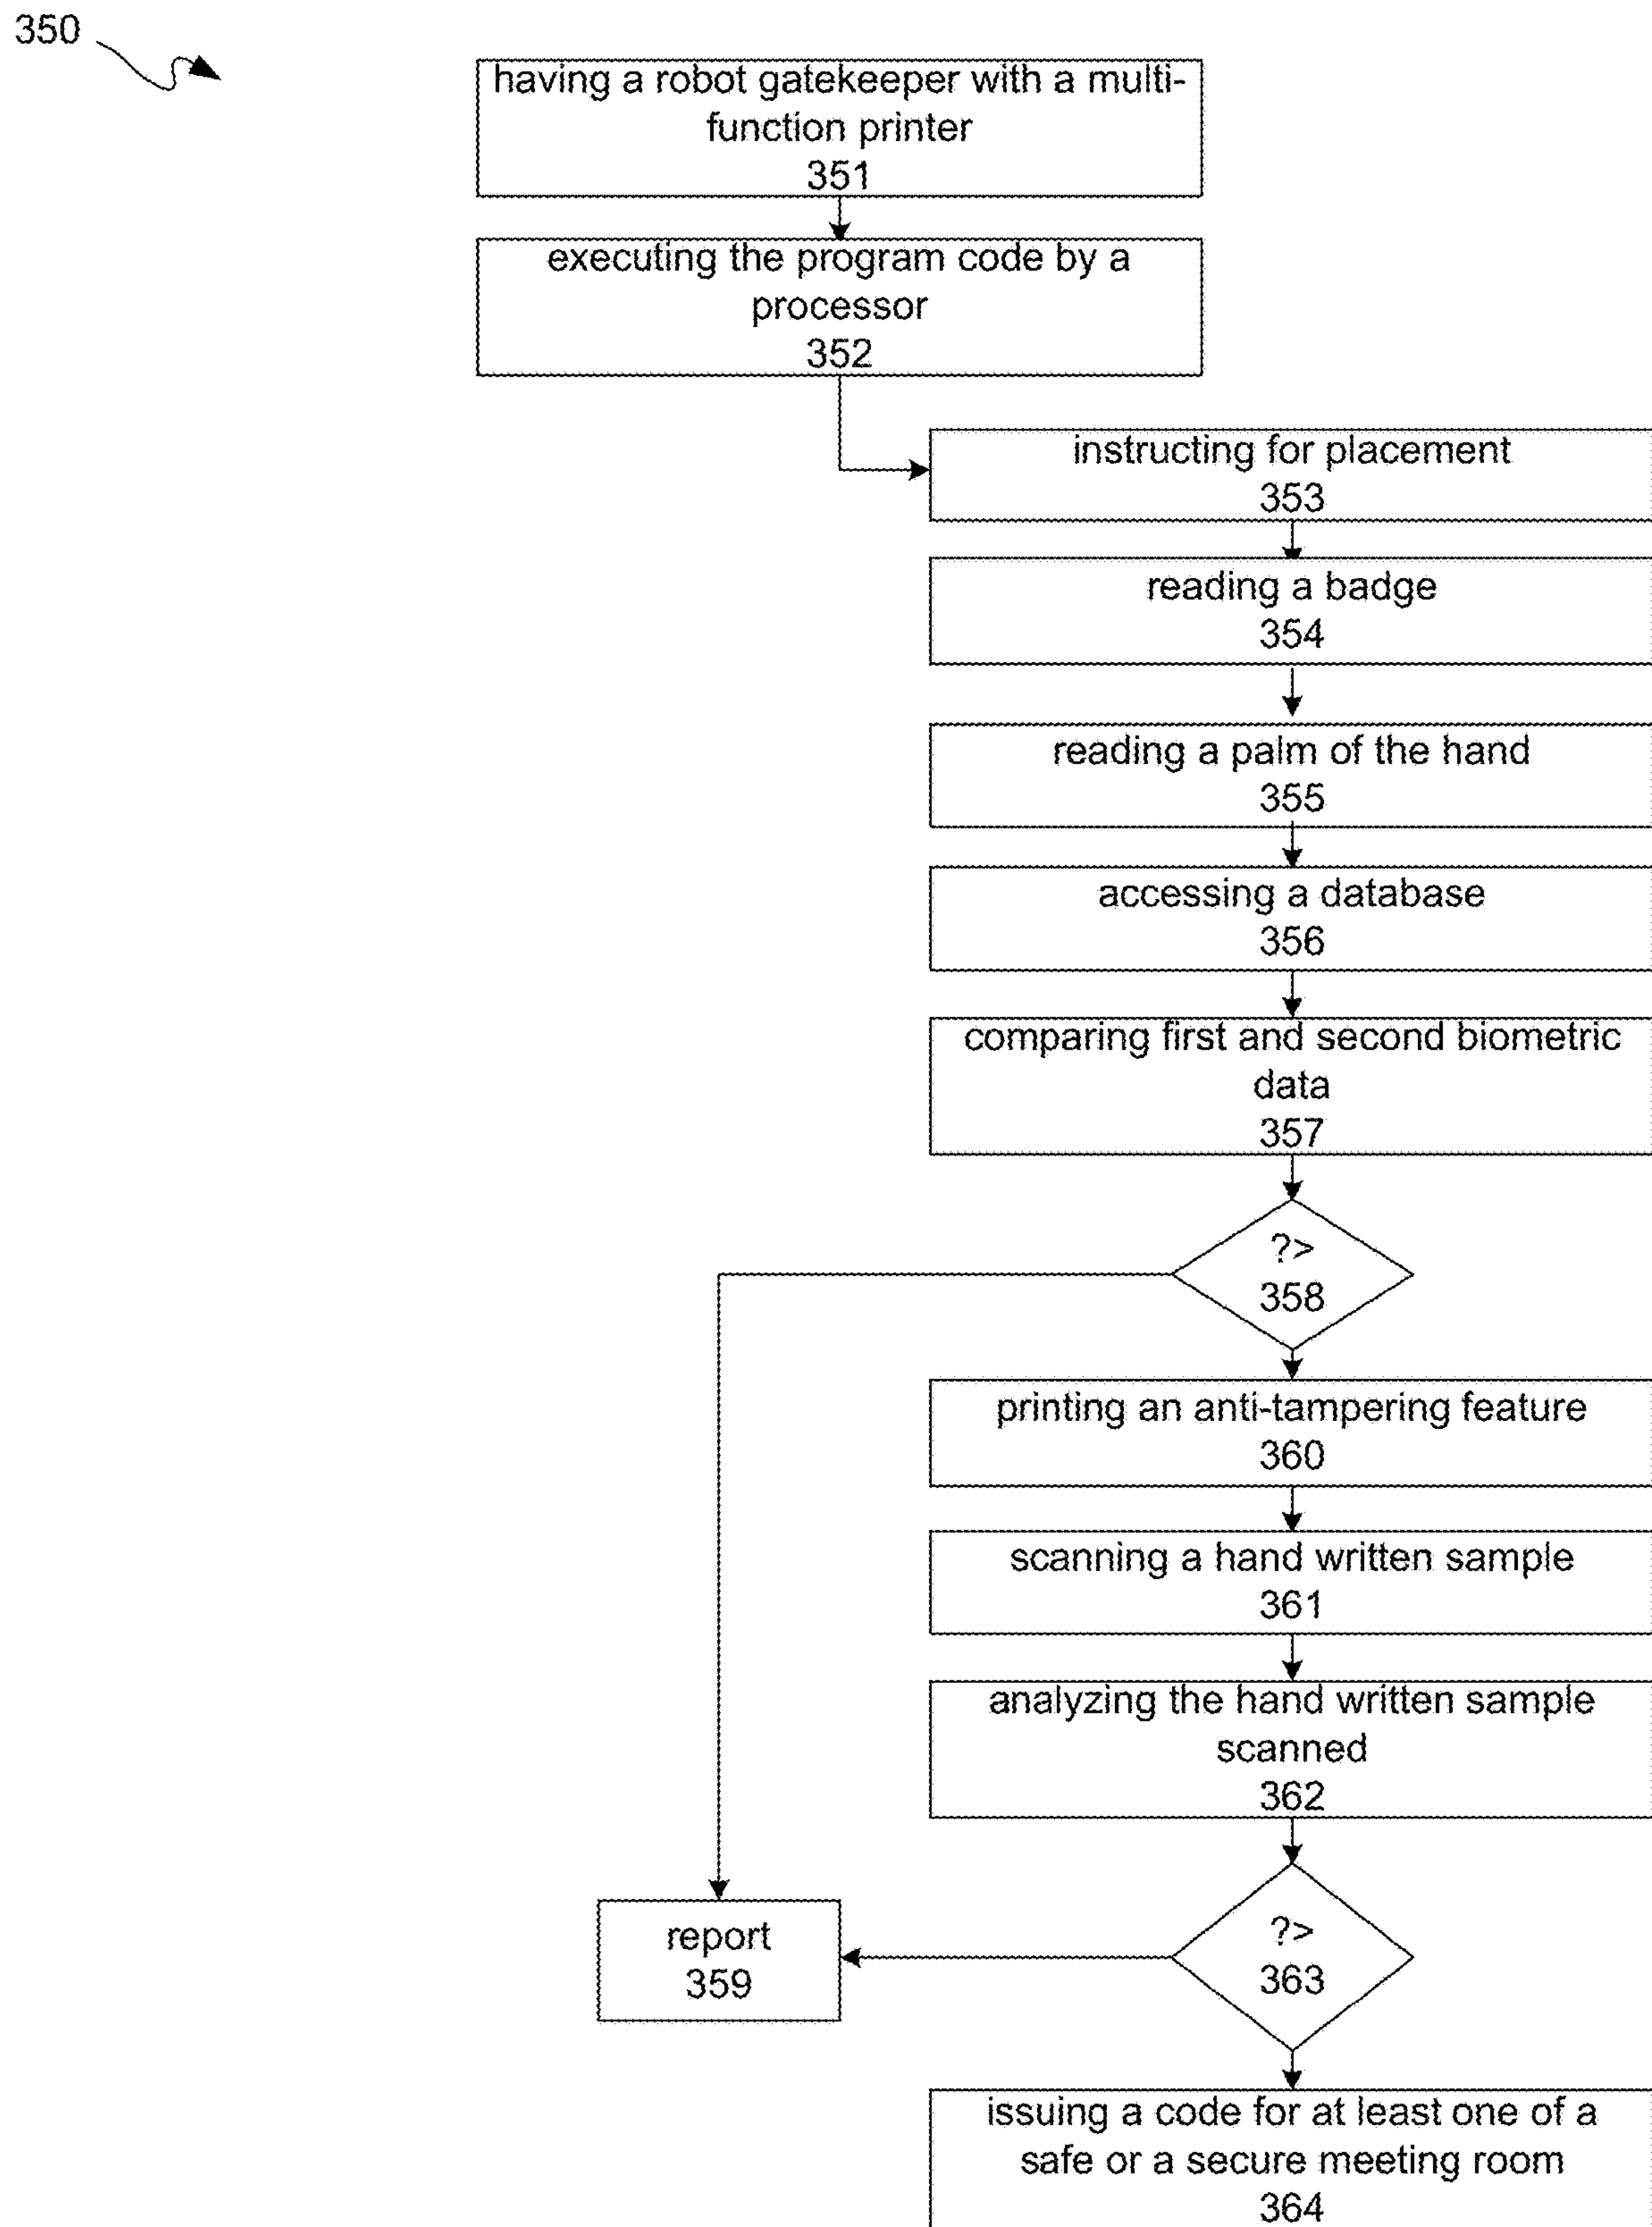 350
having a robot gatekeeper with a multi-
function printer
351
executing the program code by a
processor
352
instructing for placement
353
reading a badge
354
reading a palm of the hand
355
accessing a database
356
comparing first and second biometric
data
357
?>
358
printing an anti-tampering feature
360
scanning a hand written sample
361
analyzing the hand written sample
scanned
362
report
359
?>
363
issuing a code for at least one of a
safe or a secure meeting room
364